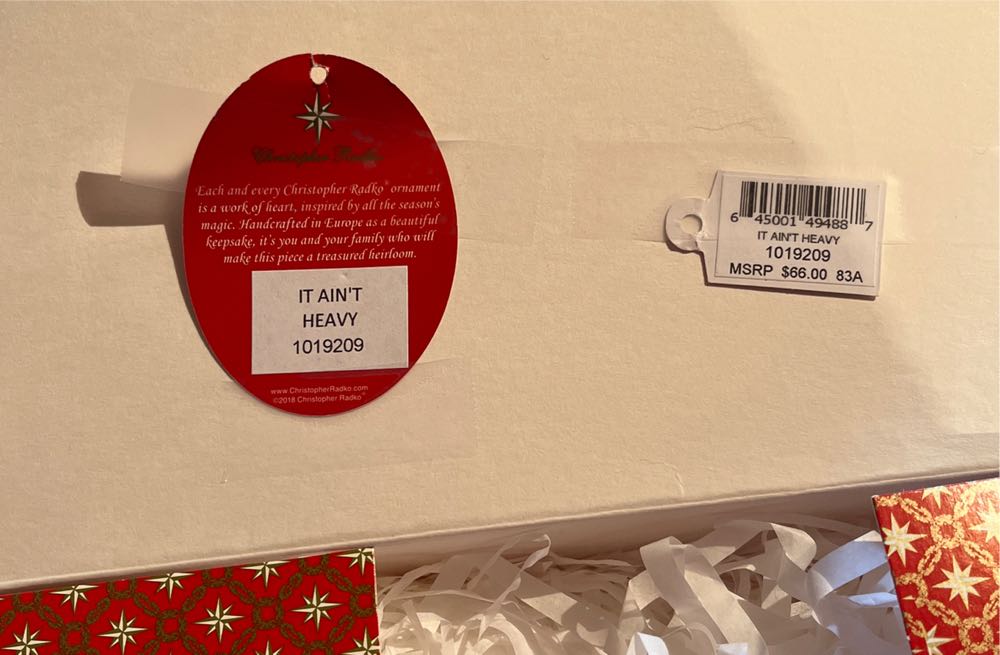 Christopher Radko
Each and every Christopher Radko® ornament
is a work of heart, inspired by all the season's
magic. Handcrafted in Europe as a beautiful
keepsake, it's you and your family who will
make this piece a treasured heirloom.
IT AIN'T
HEAVY
1019209
www.ChristopherRadko.com
©2018 Christopher Radko®
6 45001 49488 7
IT AIN'T HEAVY
1019209
MSRP $66.00 83A